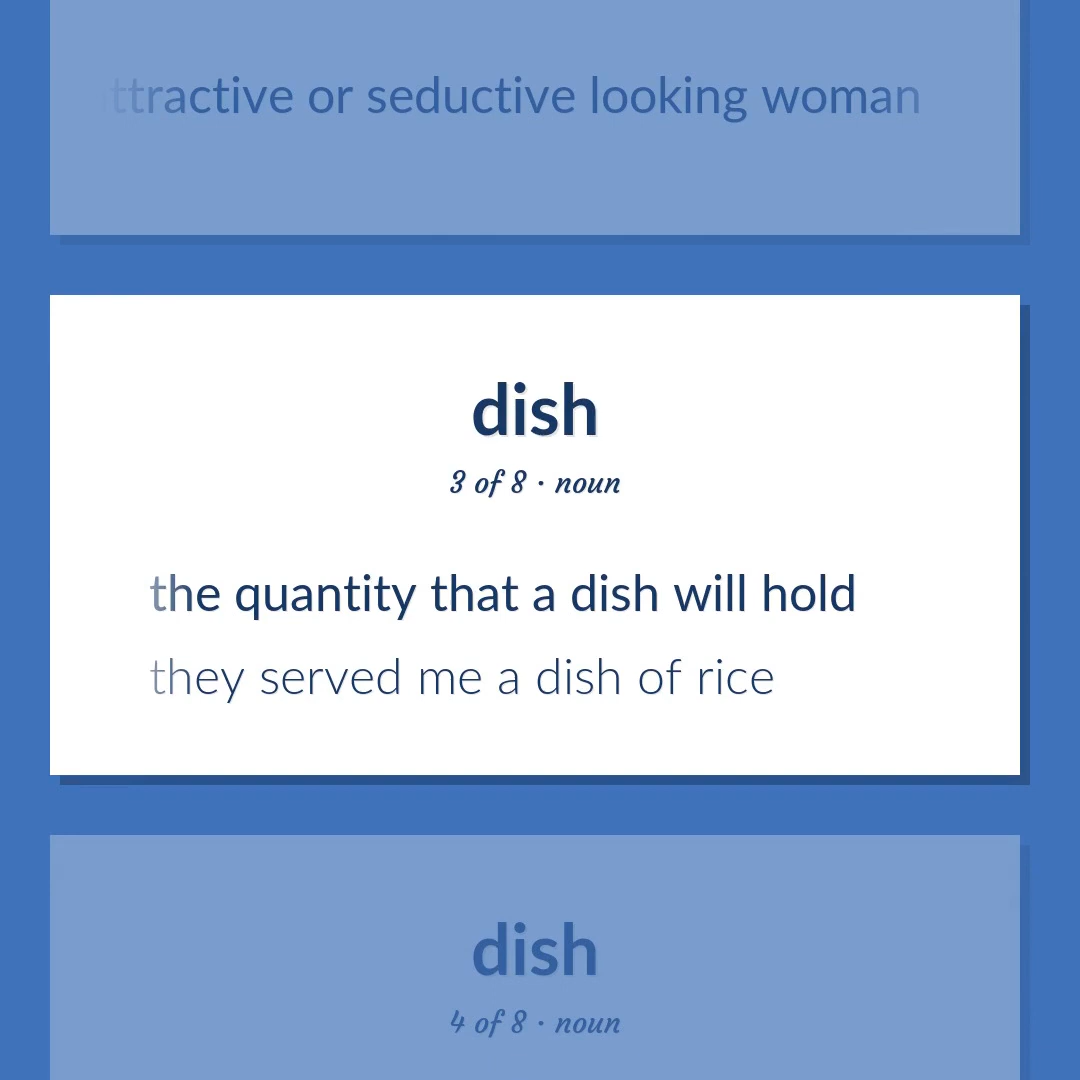 ttractive or seductive looking woman
dish
3 of 8 · noun
the quantity that a dish will hold
they served me a dish of rice
dish
4 of 8 · noun